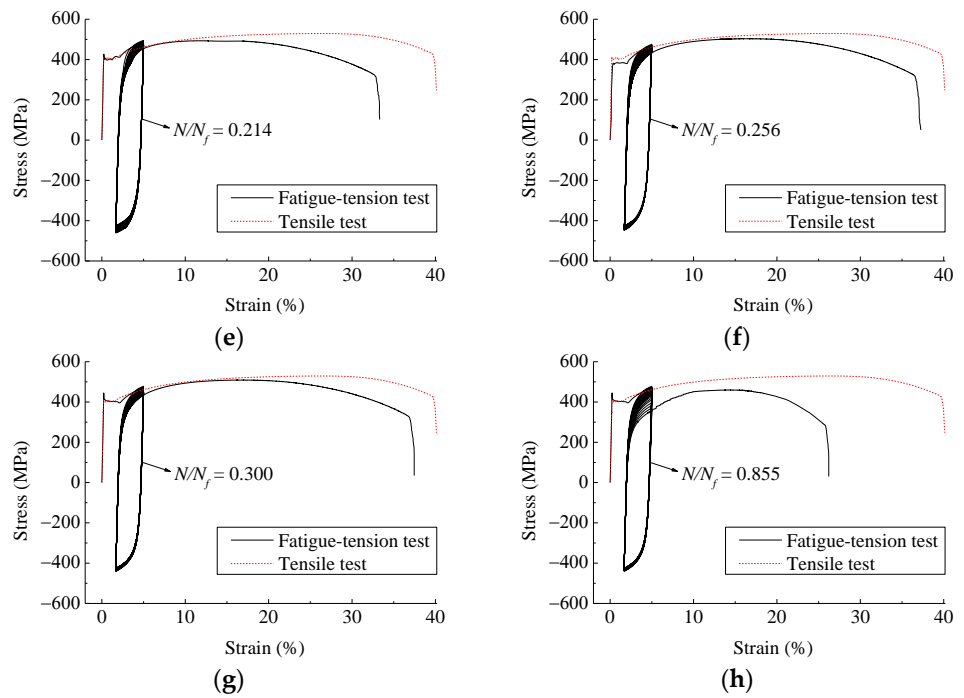 600
400
200
0
−200
−400
−600
Stress (MPa)
N/Nf = 0.214
Fatigue-tension test
Tensile test
0 10 20 30 40
Strain (%)
(e)
600
400
200
0
−200
−400
−600
Stress (MPa)
N/Nf = 0.256
Fatigue-tension test
Tensile test
0 10 20 30 40
Strain (%)
(f)
600
400
200
0
−200
−400
−600
Stress (MPa)
N/Nf = 0.300
Fatigue-tension test
Tensile test
0 10 20 30 40
Strain (%)
(g)
600
400
200
0
−200
−400
−600
Stress (MPa)
N/Nf = 0.855
Fatigue-tension test
Tensile test
0 10 20 30 40
Strain (%)
(h)